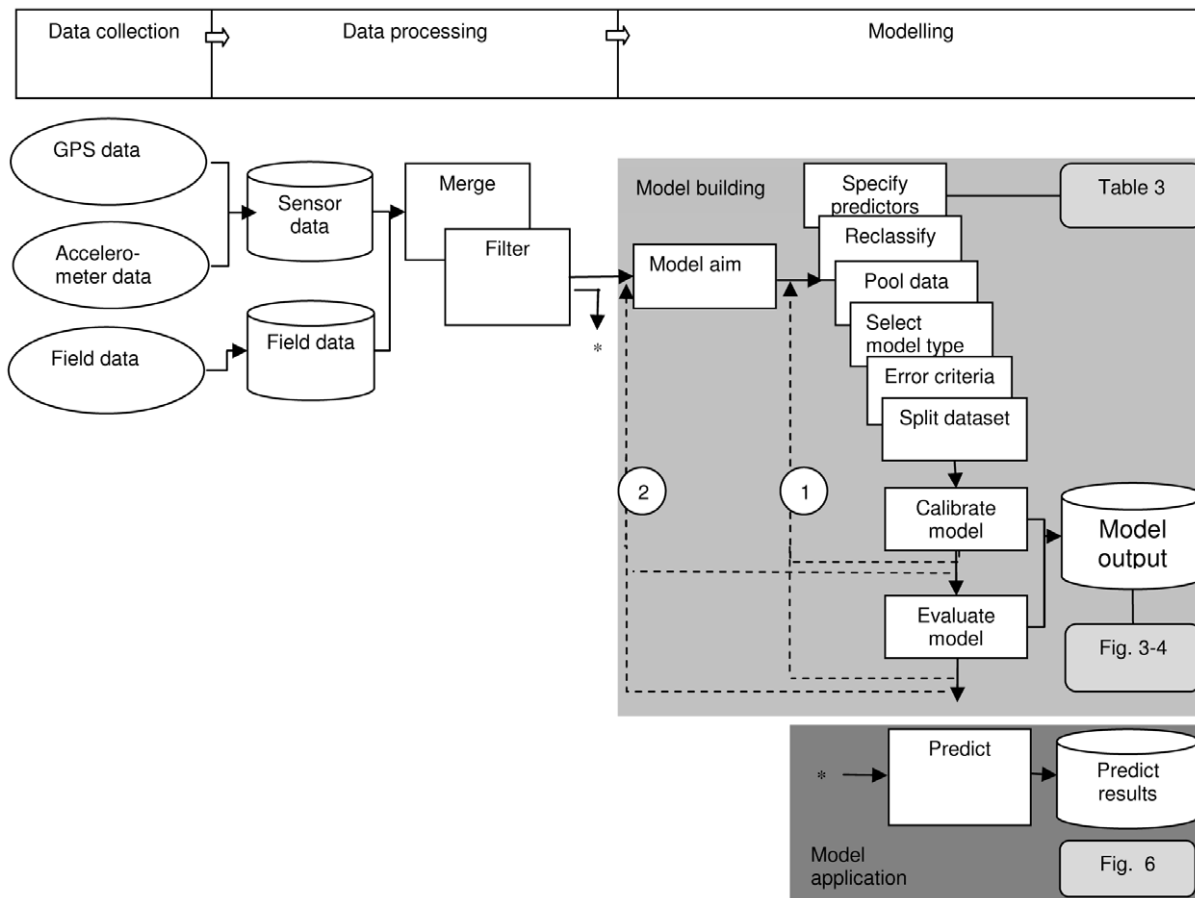 Data collection
Data processing
Modelling
GPS data
Accelero-
meter data
Field data
Sensor
data
Field data
Merge
Filter
*
Model building
Model aim
Specify
predictors
Reclassify
Pool data
Select
model type
Error criteria
Split dataset
Table 3
2
1
Calibrate
model
Evaluate
model
Model
output
Fig. 3-4
*
Predict
Predict
results
Model
application
Fig. 6